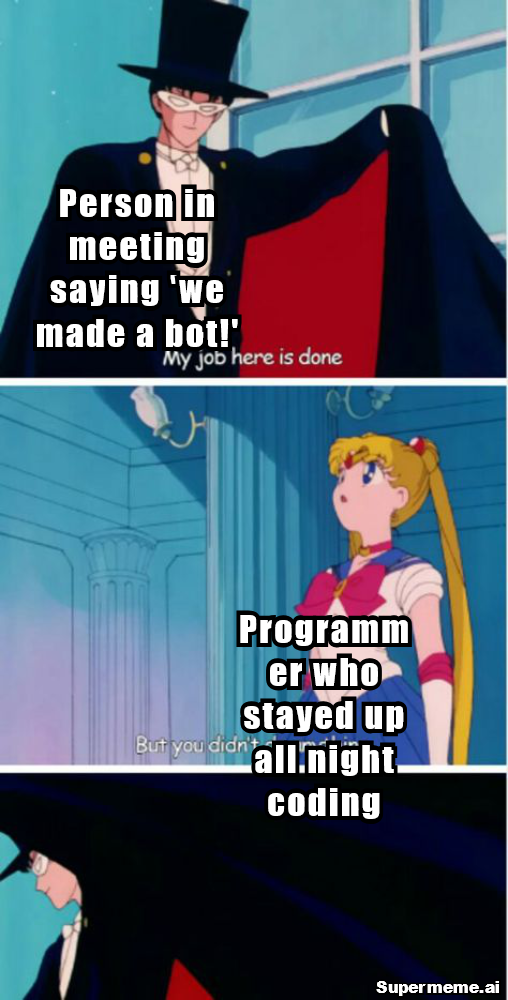 Person in
meeting
saying 'we
made a bot!'
My job here is done
Programm
er who
stayed up
But you didn't
all night
coding
Supermeme.ai